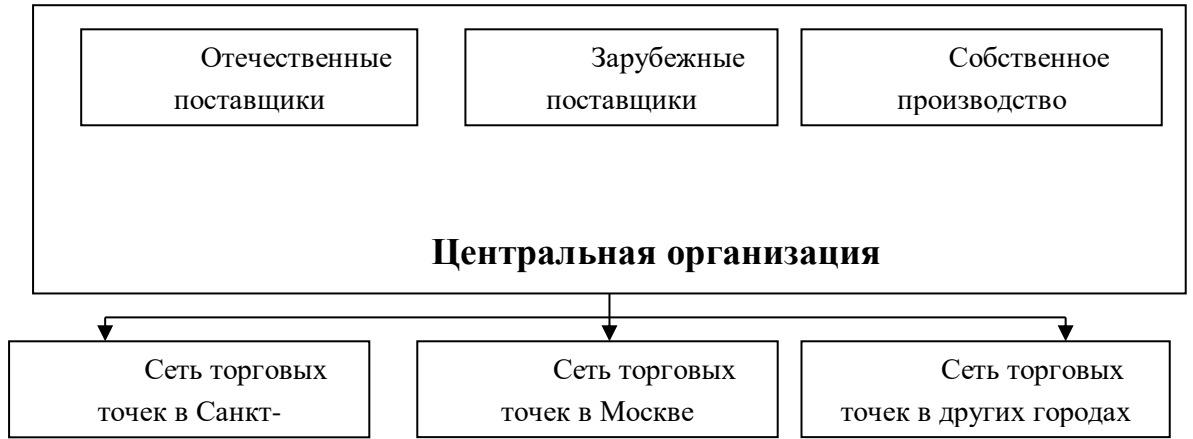 Отечественные
поставщики
Зарубежные
поставщики
Собственное
производство
Центральная организация
Сеть торговых
точек в Санкт-
Сеть торговых
точек в Москве
Сеть торговых
точек в других городах